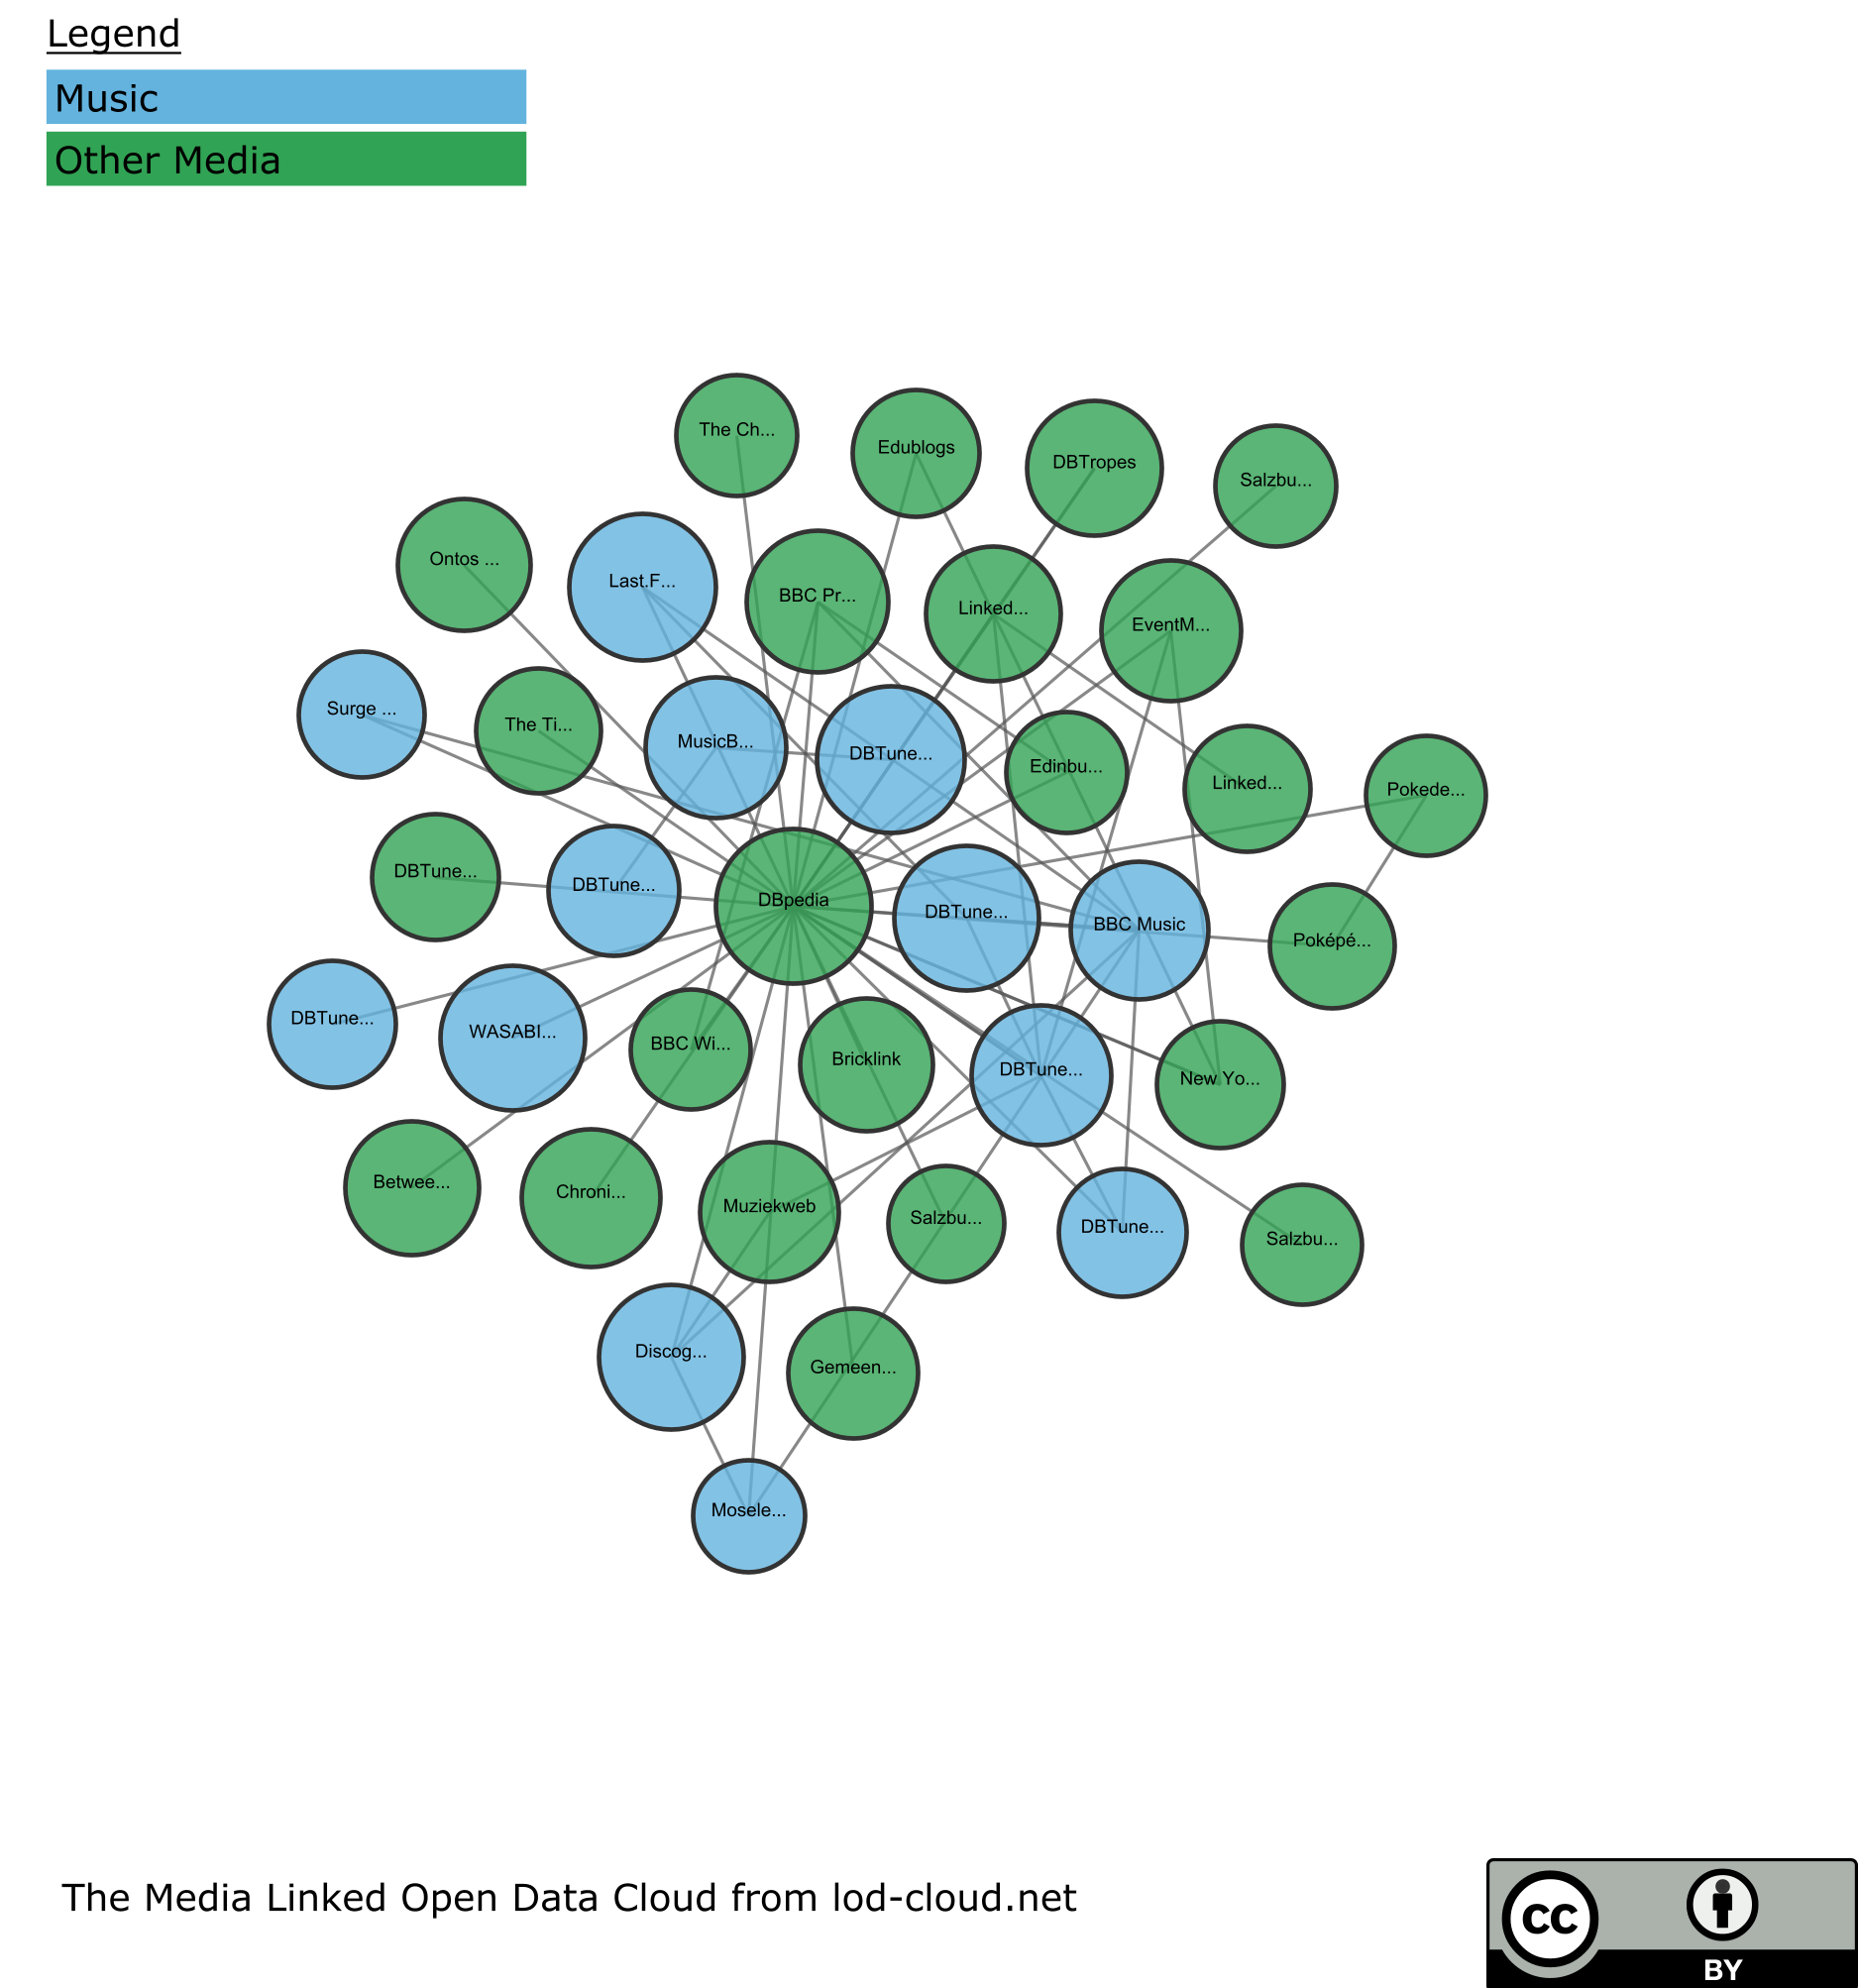 Legend
Music
Other Media
The Ch...
Edublogs
DBTropes
Salzbu...
Ontos ...
Last.F...
BBC Pr...
Linked...
EventM...
Surge ...
The Ti...
MusicB...
DBTune...
Edinbu...
Linked...
Pokede...
DBTune...
DBTune...
DBpedia
DBTune...
BBC Music
Poképé...
DBTune...
WASABI...
BBC Wi...
Bricklink
DBTune...
New Yo...
Betwee...
Chroni...
Muziekweb
Salzbu...
DBTune...
Salzbu...
Discog...
Gemeen...
Mosele...
The Media Linked Open Data Cloud from lod-cloud.net
cc
BY